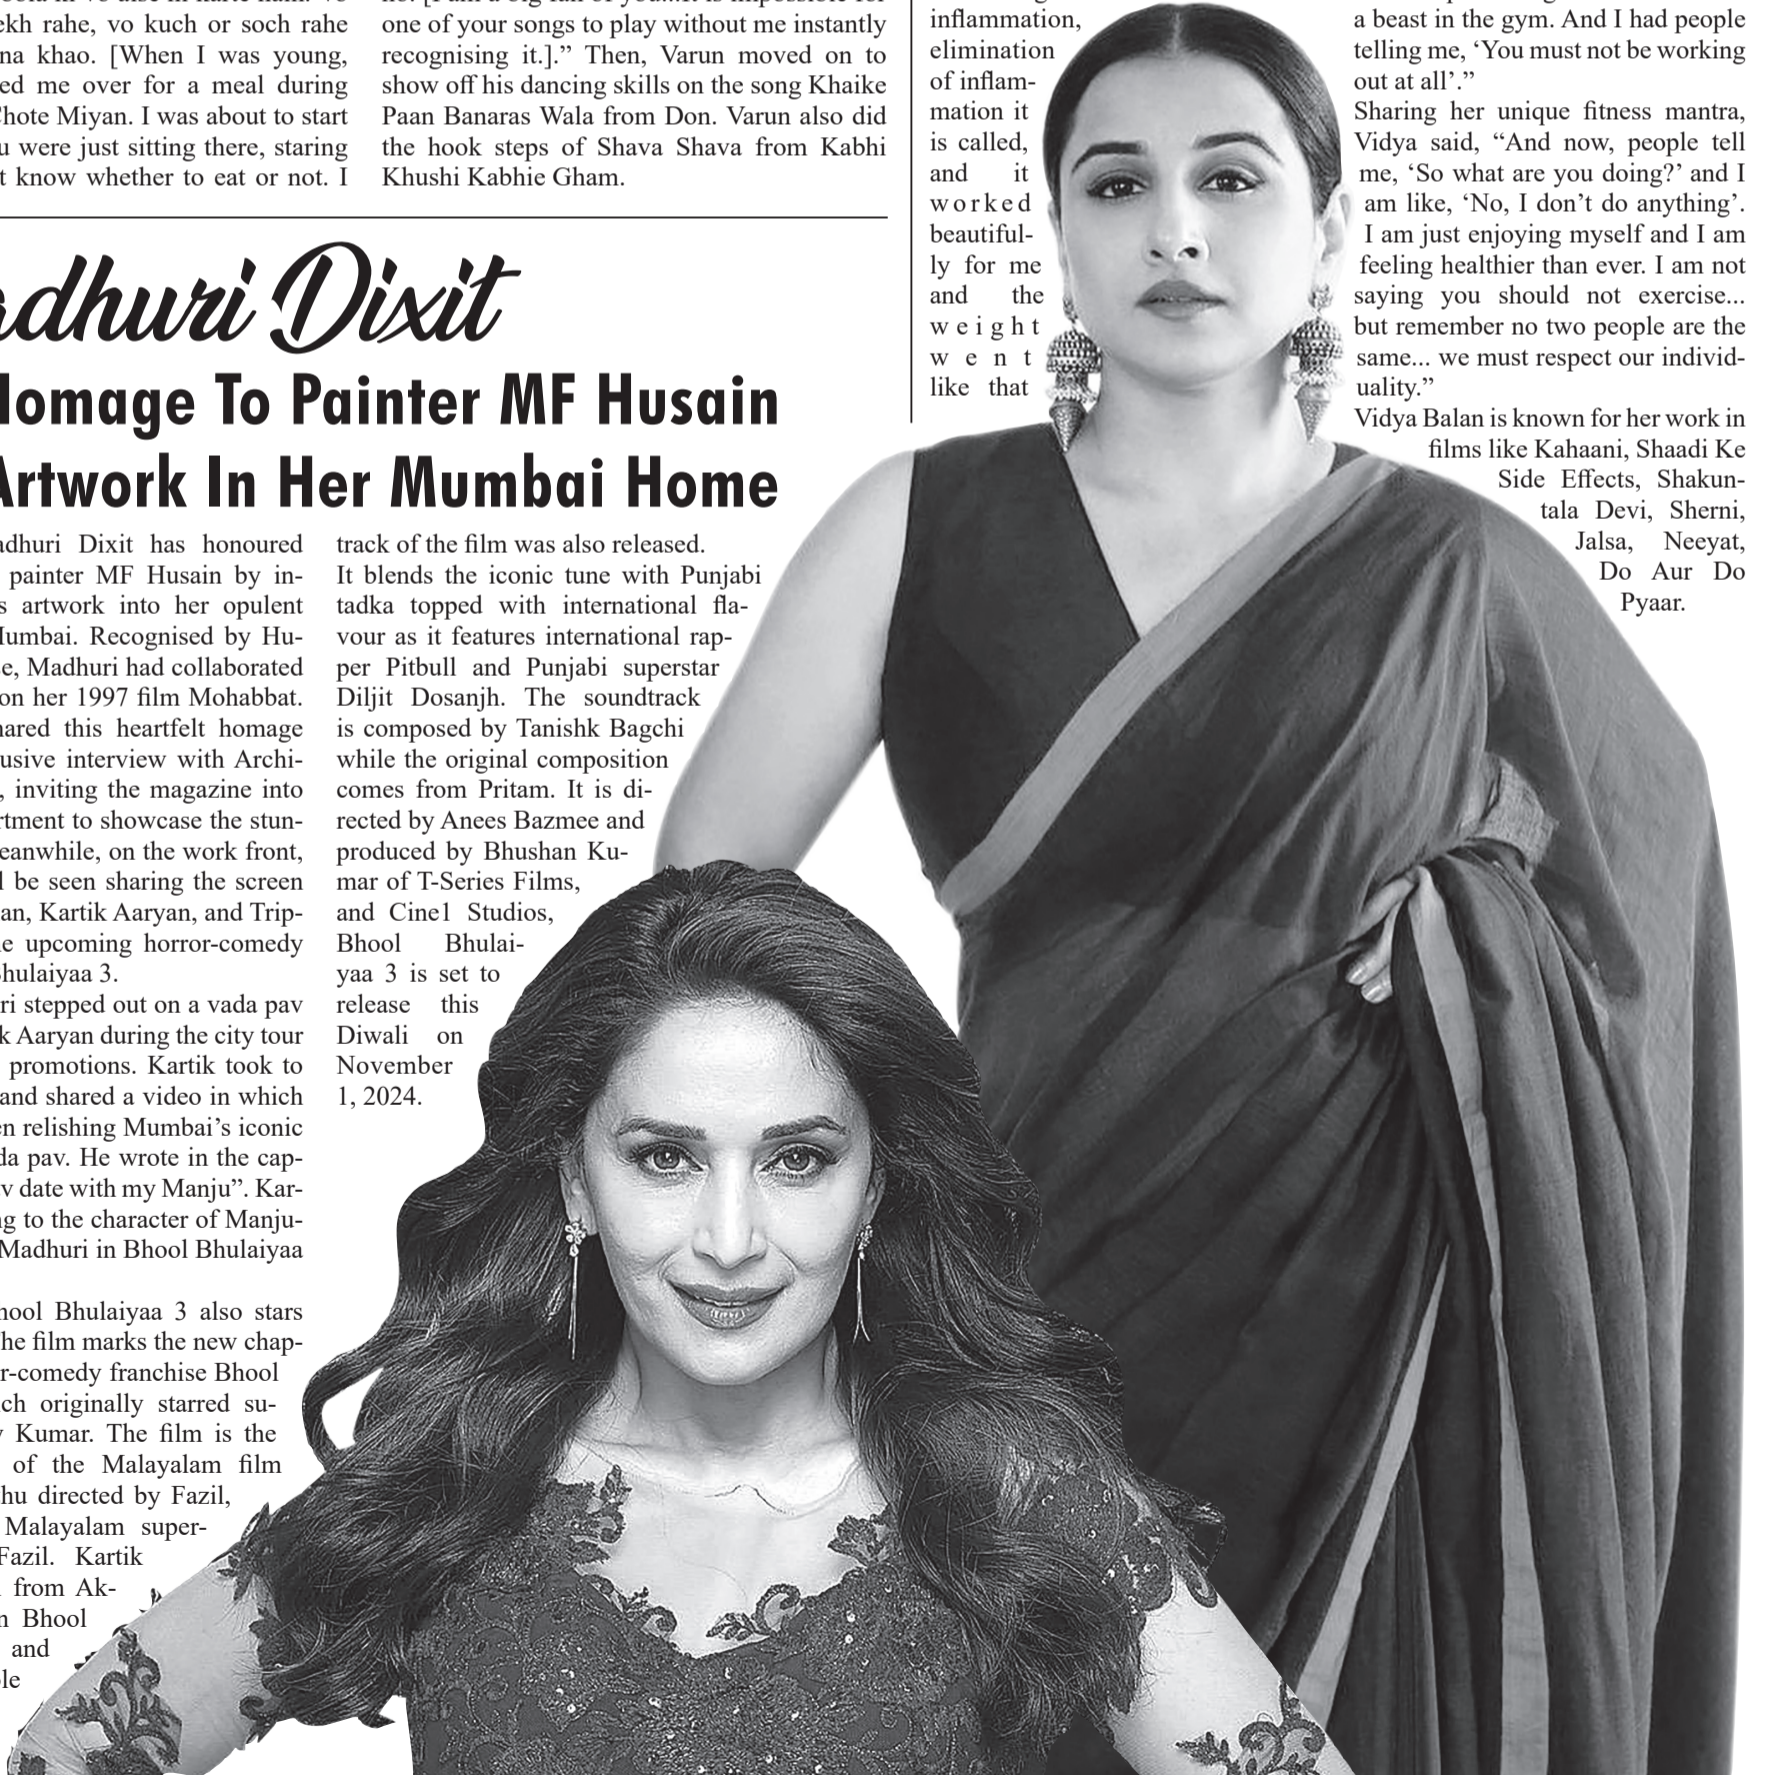 ekh rahe, vo kuch or soch rahe
na khao. [When I was young,
ed me over for a meal during
Chote Miyan. I was about to start
u were just sitting there, staring
t know whether to eat or not. I
no. [I am a big fan of you...It is impossible for
one of your songs to play without me instantly
recognising it.].” Then, Varun moved on to
show off his dancing skills on the song Khaike
Paan Banaras Wala from Don. Varun also did
the hook steps of Shava Shava from Kabhi
Khushi Kabhie Gham.
adhuri Dixit
Homage To Painter MF Husain
Artwork In Her Mumbai Home
adhuri Dixit has honoured
painter MF Husain by in-
s artwork into her opulent
Mumbai. Recognised by Hu-
e, Madhuri had collaborated
on her 1997 film Mohabbat.
hared this heartfelt homage
usive interview with Archi-
, inviting the magazine into
rtment to showcase the stun-
eanwhile, on the work front,
l be seen sharing the screen
an, Kartik Aaryan, and Trip-
e upcoming horror-comedy
Bhulaiyaa 3.
ri stepped out on a vada pav
k Aaryan during the city tour
promotions. Kartik took to
and shared a video in which
en relishing Mumbai’s iconic
da pav. He wrote in the cap-
v date with my Manju”. Kar-
ng to the character of Manju-
Madhuri in Bhool Bhulaiyaa
hool Bhulaiyaa 3 also stars
he film marks the new chap-
r-comedy franchise Bhool
ch originally starred su-
y Kumar. The film is the
of the Malayalam film
hu directed by Fazil,
Malayalam super-
Fazil. Kartik
from Ak-
n Bhool
and
le
track of the film was also released.
It blends the iconic tune with Punjabi
tadka topped with international fla-
vour as it features international rap-
per Pitbull and Punjabi superstar
Diljit Dosanjh. The soundtrack
is composed by Tanishk Bagchi
while the original composition
comes from Pritam. It is di-
rected by Anees Bazmee and
produced by Bhushan Ku-
mar of T-Series Films,
and Cine1 Studios,
Bhool Bhulai-
yaa 3 is set to
release this
Diwali on
November
1, 2024.
inflammation,
elimination
of inflam-
mation it
is called,
and it
worked
beautiful-
ly for me
and the
weight
went
like that
a beast in the gym. And I had people
telling me, ‘You must not be working
out at all’.”
Sharing her unique fitness mantra,
Vidya said, “And now, people tell
me, ‘So what are you doing?’ and I
am like, ‘No, I don’t do anything’.
I am just enjoying myself and I am
feeling healthier than ever. I am not
saying you should not exercise...
but remember no two people are the
same... we must respect our individ-
uality.”
Vidya Balan is known for her work in
films like Kahaani, Shaadi Ke
Side Effects, Shakun-
tala Devi, Sherni,
Jalsa, Neeyat,
Do Aur Do
Pyaar.